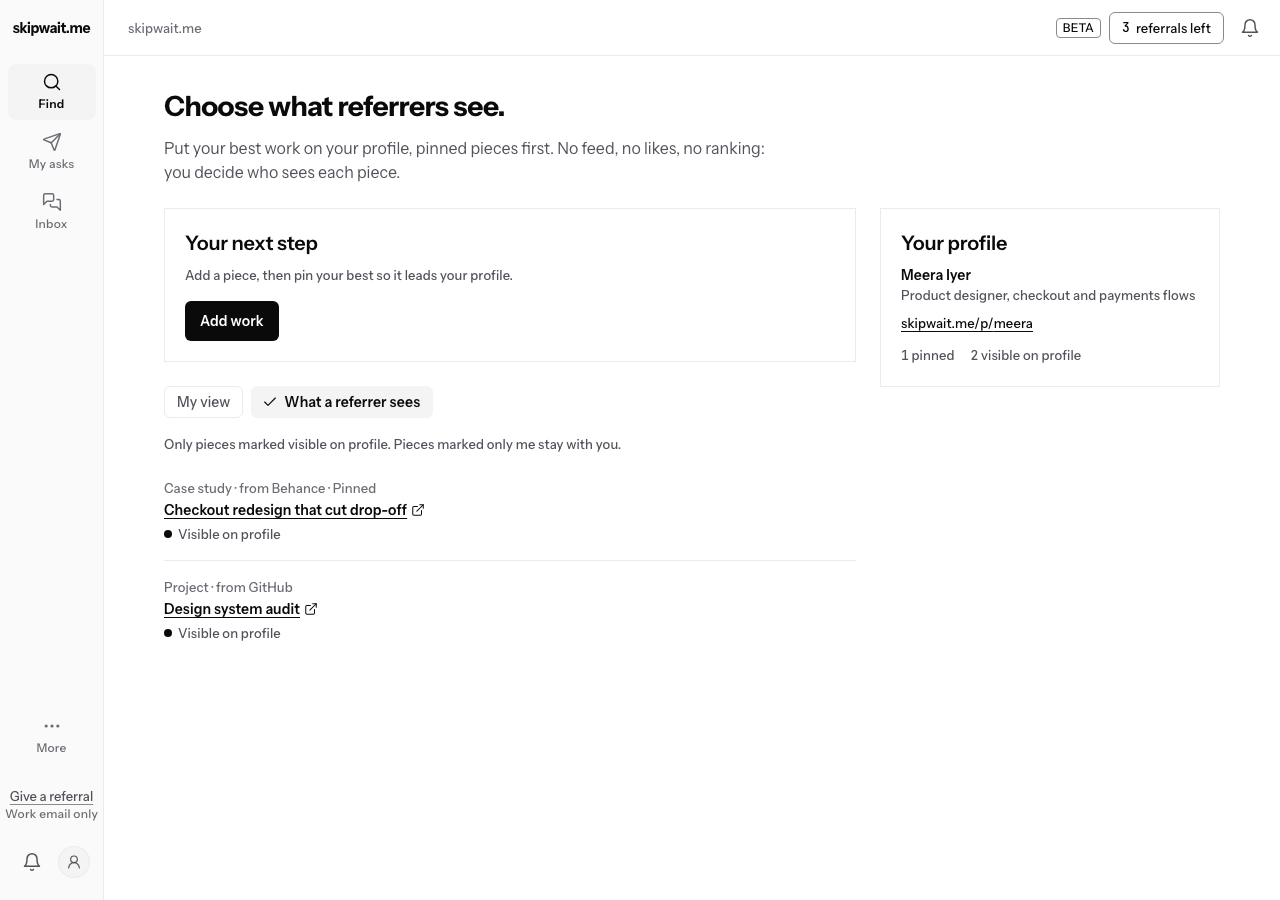 skipwait.me
Find
My asks
Inbox
More
Give a referral
Work email only
skipwait.me
BETA
3 referrals left
Choose what referrers see.
Put your best work on your profile, pinned pieces first. No feed, no likes, no ranking:
you decide who sees each piece.
Your next step
Add a piece, then pin your best so it leads your profile.
Add work
Your profile
Meera Iyer
Product designer, checkout and payments flows
skipwait.me/p/meera
1 pinned 2 visible on profile
My view
What a referrer sees
Only pieces marked visible on profile. Pieces marked only me stay with you.
Case study · from Behance · Pinned
Checkout redesign that cut drop-off
Visible on profile
Project · from GitHub
Design system audit
Visible on profile